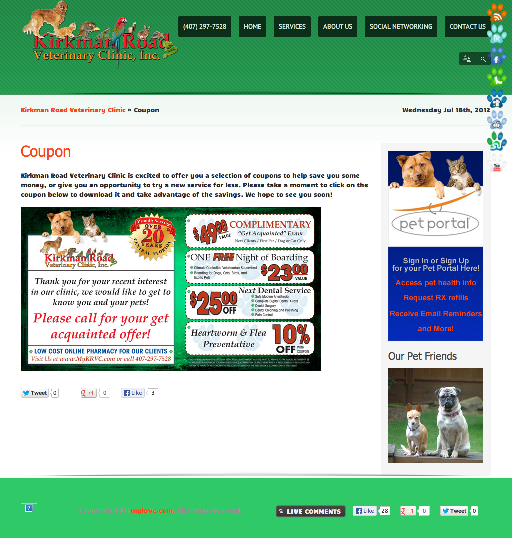 Kirkman Road
Veterinary Clinic, Inc.
(407) 297-7528
HOME
SERVICES
ABOUT US
SOCIAL NETWORKING
CONTACT US
Kirkman Road Veterinary Clinic » Coupon
Wednesday Jul 18th, 2012
Coupon
Kirkman Road Veterinary Clinic is excited to offer you a selection of coupons to help save you some
money, or give you an opportunity to try a new service for less. Please take a moment to click on the
coupon below to download it and take advantage of the savings. We hope to see you soon!
Kirkman Road
Veterinary Clinic, Inc.
OVER
20
YEARS
Thank you for your recent interest
in our clinic, we would like to get to
know you and your pets!
Please call for your get
acquainted offer!
LOW COST ONLINE PHARMACY FOR OUR CLIENTS
Visit Us at www.MyKRVC.com or call 407-297-7528
$49.00
VALUE
COMPLIMENTARY
"Get Acquainted" Exam
ONE FREE Night of Boarding
$23.00
VALUE
$25.00
OFF
Next Dental Service
Heartworm & Flea
Preventative
10%
OFF
pet portal
Sign in or Sign Up
for your Pet Portal Here!
Access pet health info
Request RX refills
Receive Email Reminders
and More!
Our Pet Friends
Tweet 0
+1 0
Like 3
LIVE COMMENTS
Like 28
+1 0
Tweet 0